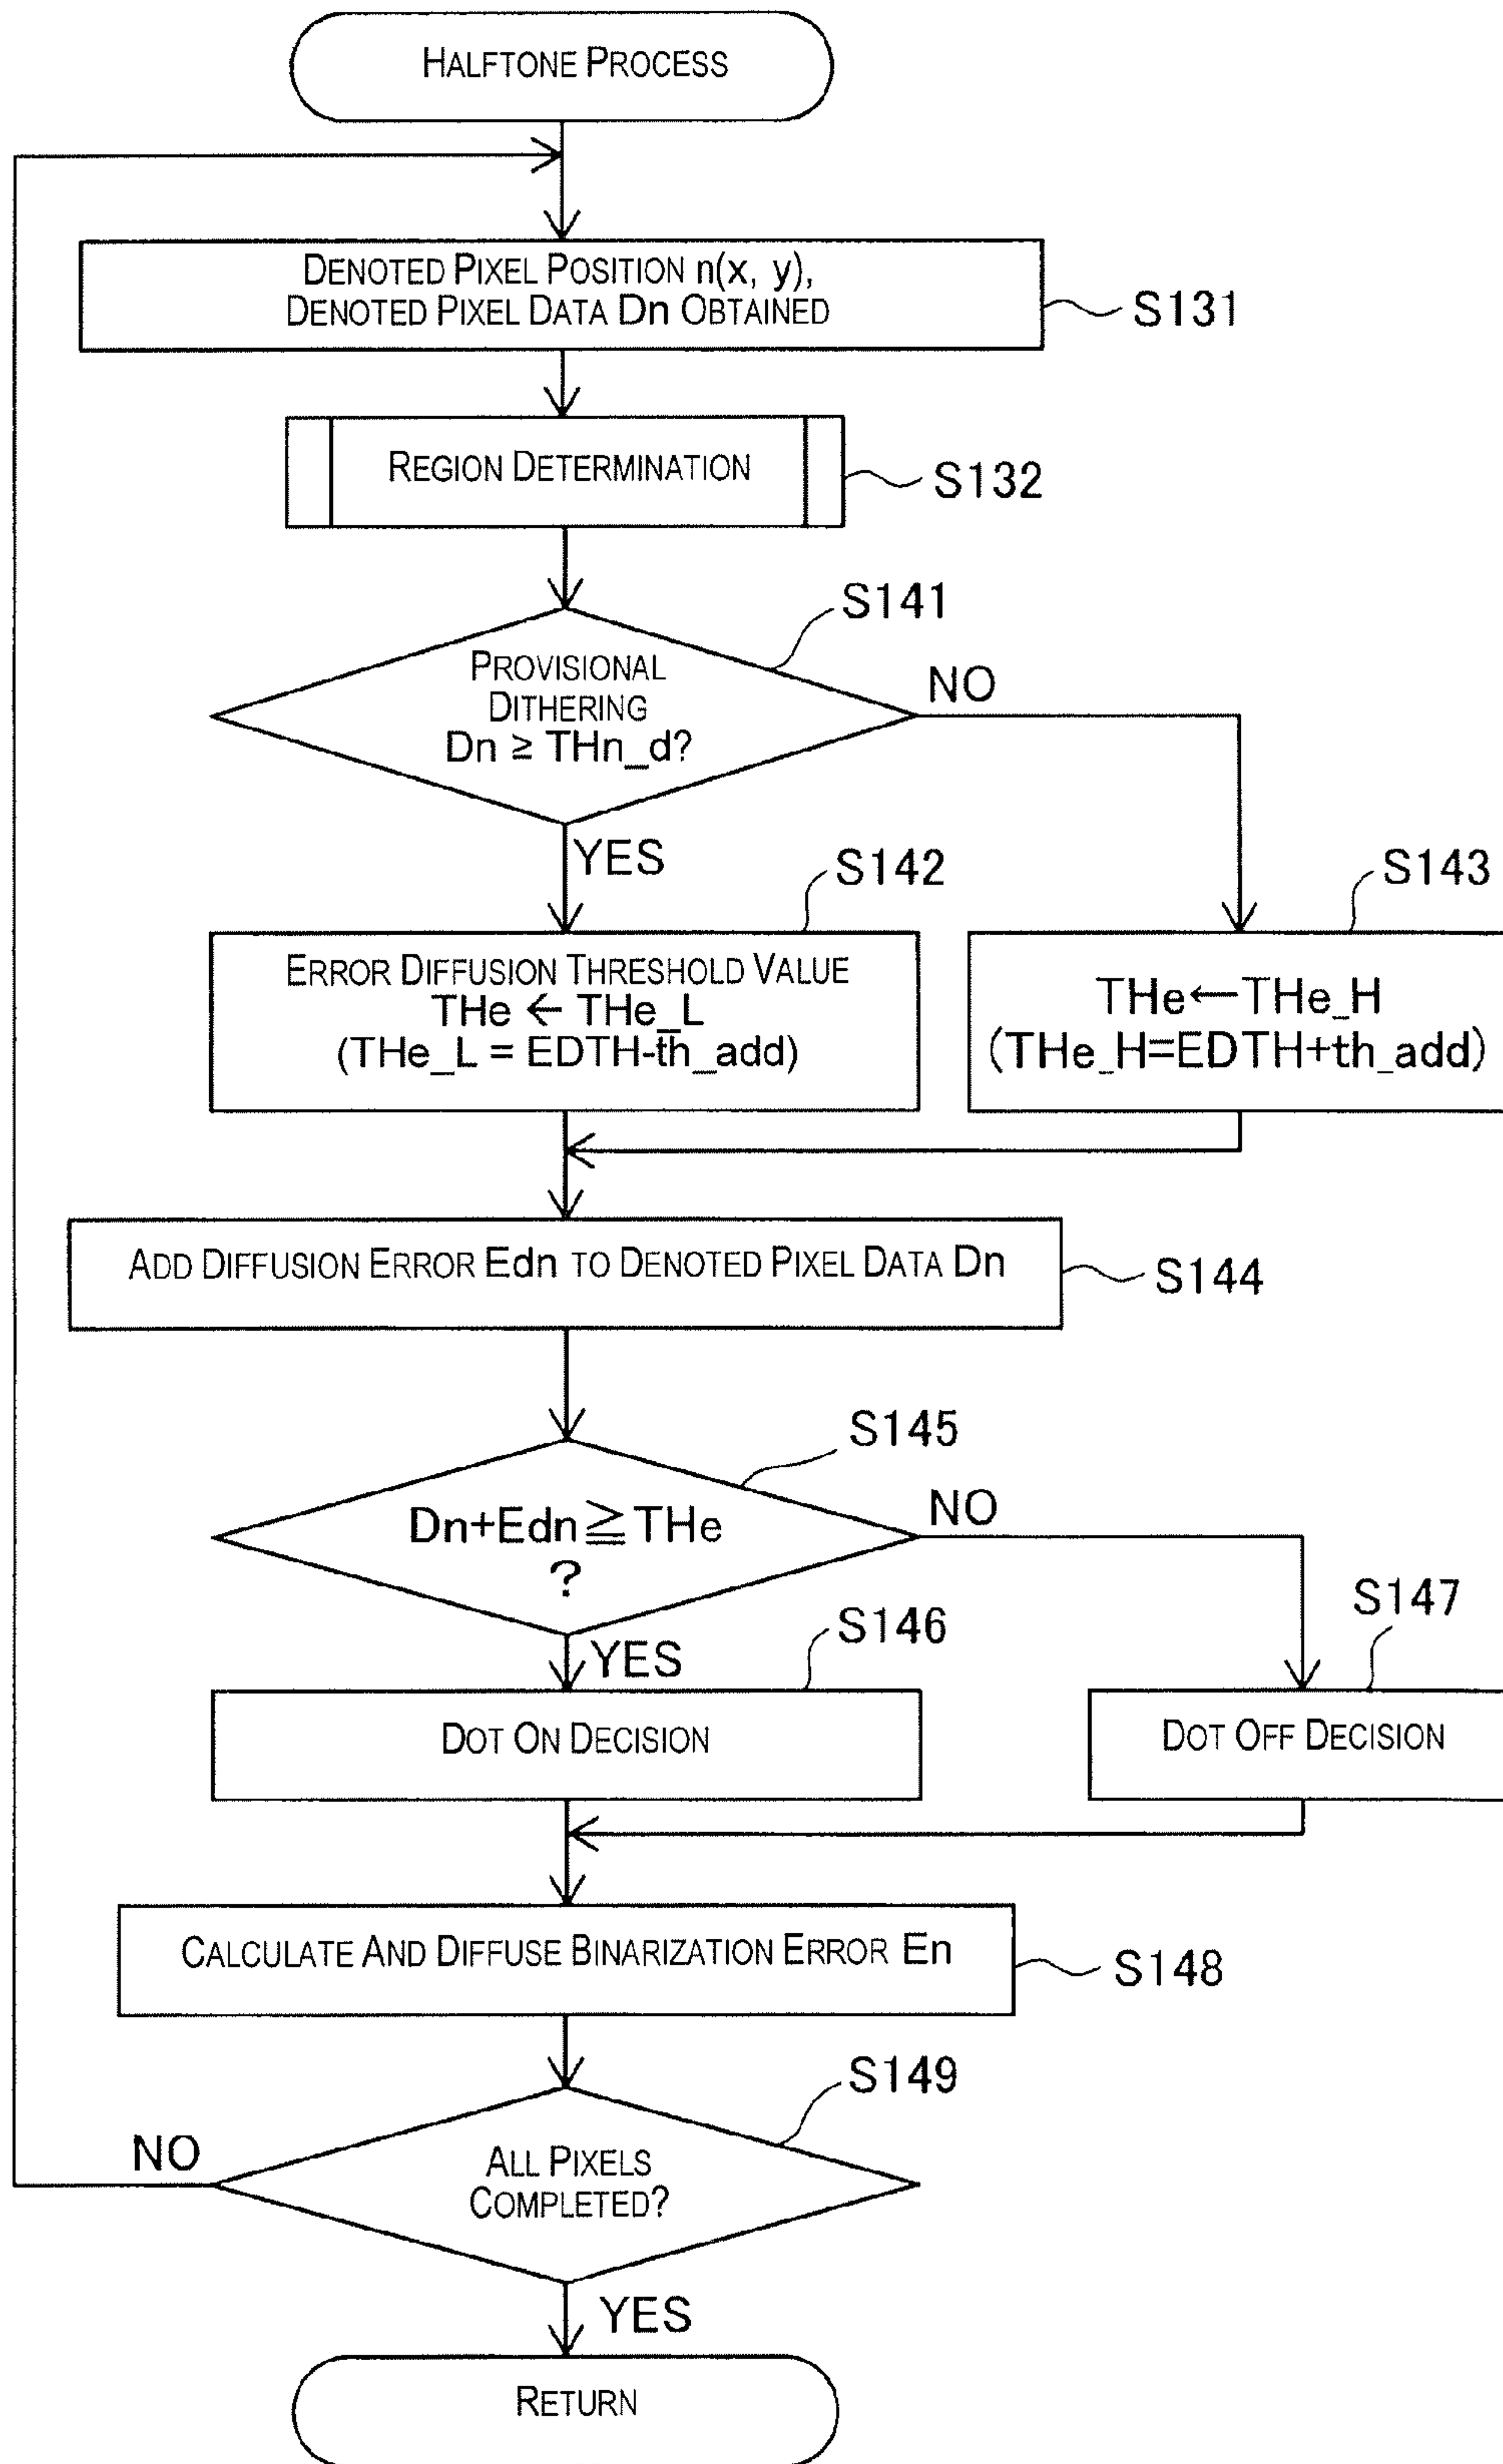 HALFTONE PROCESS
DENOTED PIXEL POSITION n(x, y),
DENOTED PIXEL DATA Dn OBTAINED
S131
REGION DETERMINATION
S132
S141
PROVISIONAL
DITHERING
Dn ≥ THn_d?
NO
YES
S142
S143
ERROR DIFFUSION THRESHOLD VALUE
THe ← THe_L
(THe_L = EDTH-th_add)
THe←THe_H
(THe_H=EDTH+th_add)
ADD DIFFUSION ERROR Edn TO DENOTED PIXEL DATA Dn
S144
S145
Dn+Edn≧THe
?
NO
YES
S146
S147
DOT ON DECISION
DOT OFF DECISION
CALCULATE AND DIFFUSE BINARIZATION ERROR En
S148
S149
ALL PIXELS
COMPLETED?
NO
YES
RETURN